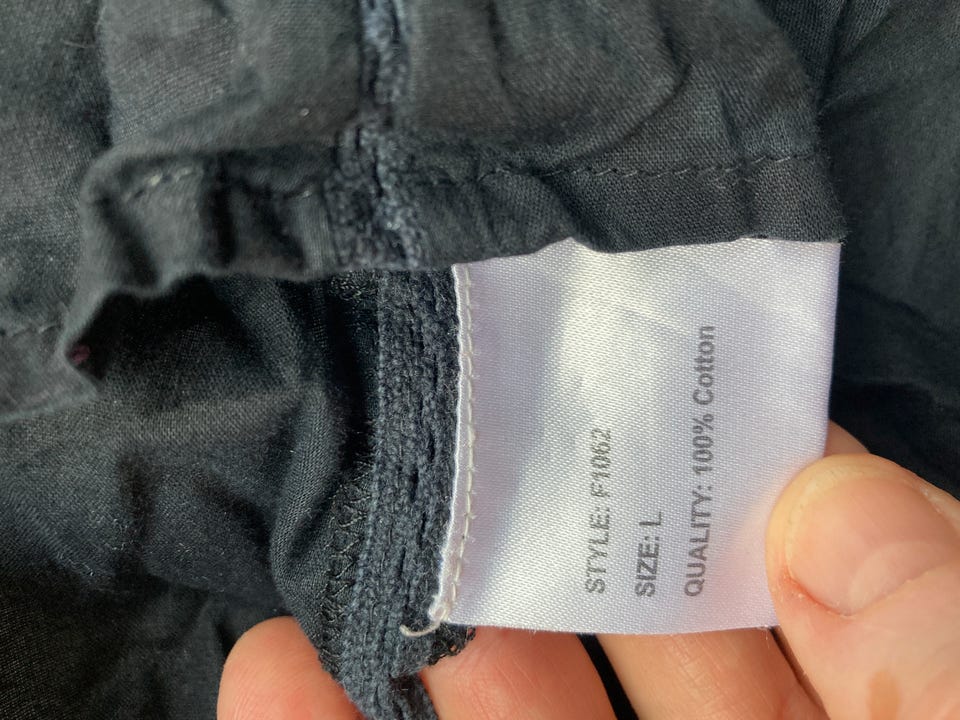 STYLE: F1062
SIZE: L
QUALITY: 100% Cotton